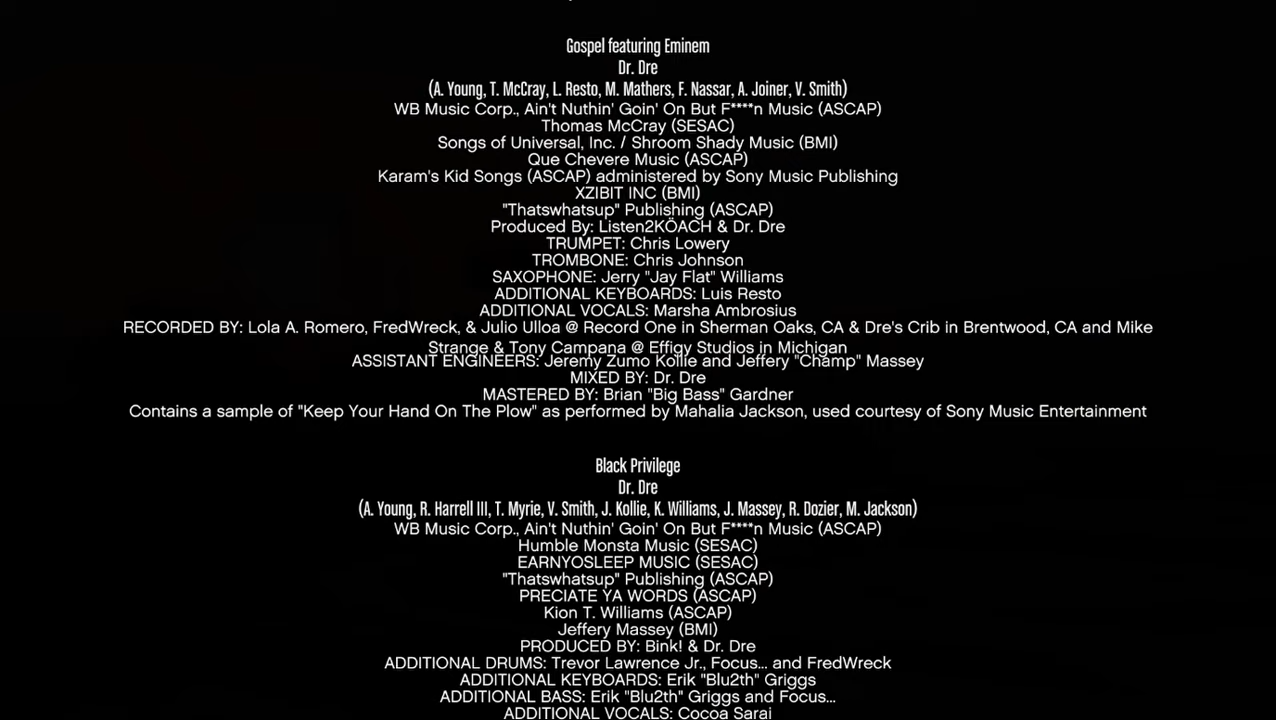 Gospel featuring Eminem
Dr. Dre
(A. Young, T. McCray, L. Resto, M. Mathers, F. Nassar, A. Joiner, V. Smith)
WB Music Corp., Ain't Nuthin' Goin' On But F****n Music (ASCAP)
Thomas McCray (SESAC)
Songs of Universal, Inc. / Shroom Shady Music (BMI)
Que Chevere Music (ASCAP)
Karam's Kid Songs (ASCAP) administered by Sony Music Publishing
XZIBIT INC (BMI)
"Thatswhatsup" Publishing (ASCAP)
Produced By: Listen2KÖACH & Dr. Dre
TRUMPET: Chris Lowery
TROMBONE: Chris Johnson
SAXOPHONE: Jerry "Jay Flat" Williams
ADDITIONAL KEYBOARDS: Luis Resto
ADDITIONAL VOCALS: Marsha Ambrosius
RECORDED BY: Lola A. Romero, FredWreck, & Julio Ulloa @ Record One in Sherman Oaks, CA & Dre's Crib in Brentwood, CA and Mike
Strange & Tony Campana @ Effigy Studios in Michigan
ASSISTANT ENGINEERS: Jeremy Zumo Kollie and Jeffery "Champ" Massey
MIXED BY: Dr. Dre
MASTERED BY: Brian "Big Bass" Gardner
Contains a sample of "Keep Your Hand On The Plow" as performed by Mahalia Jackson, used courtesy of Sony Music Entertainment
Black Privilege
Dr. Dre
(A. Young, R. Harrell III, T. Myrie, V. Smith, J. Kollie, K. Williams, J. Massey, R. Dozier, M. Jackson)
WB Music Corp., Ain't Nuthin' Goin' On But F****n Music (ASCAP)
Humble Monsta Music (SESAC)
EARNYOSLEEP MUSIC (SESAC)
"Thatswhatsup" Publishing (ASCAP)
PRECIATE YA WORDS (ASCAP)
Kion T. Williams (ASCAP)
Jeffery Massey (BMI)
PRODUCED BY: Bink! & Dr. Dre
ADDITIONAL DRUMS: Trevor Lawrence Jr., Focus... and FredWreck
ADDITIONAL KEYBOARDS: Erik "Blu2th" Griggs
ADDITIONAL BASS: Erik "Blu2th" Griggs and Focus...
ADDITIONAL VOCALS: Cocoa Sarai